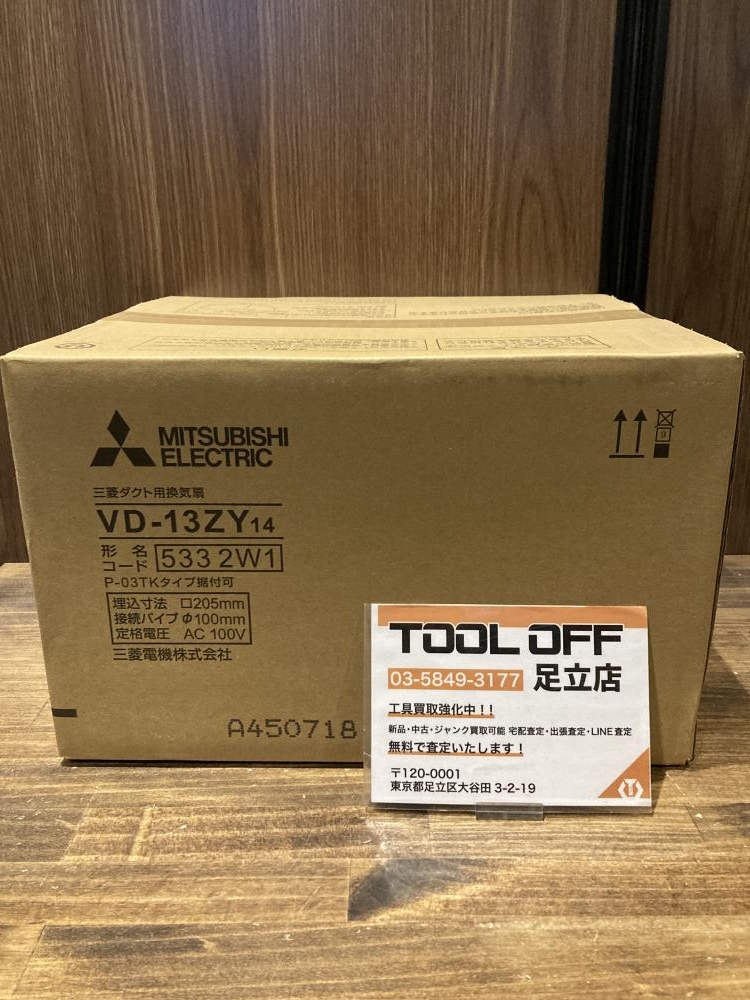 MITSUBISHI
ELECTRIC
三菱ダクト用換気扇
VD-13ZY14
形名
コード 533 2W1
P-03TKタイプ据付可
埋込寸法 □205mm
接続パイプ φ100mm
定格電圧 AC 100V
三菱電機株式会社
9
A450718
TOOL OFF
03-5849-3177 足立店
工具買取強化中!!
新品・中古・ジャンク買取可能 宅配査定・出張査定・LINE査定
無料で査定いたします!
〒120-0001
東京都足立区大谷田 3-2-19